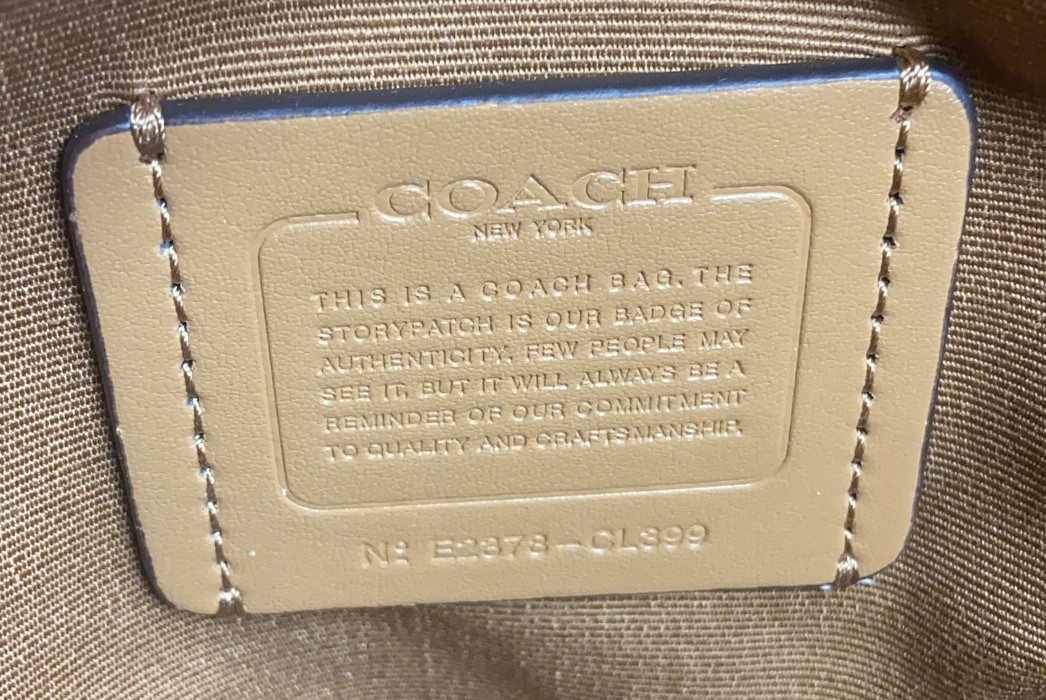 COACH
NEW YORK
THIS IS A COACH BAG. THE
STORYPATCH IS OUR BADGE OF
AUTHENTICITY. FEW PEOPLE MAY
SEE IT, BUT IT WILL ALWAYS BE A
REMINDER OF OUR COMMITMENT
TO QUALITY AND CRAFTSMANSHIP.
Nº E2373-CL399